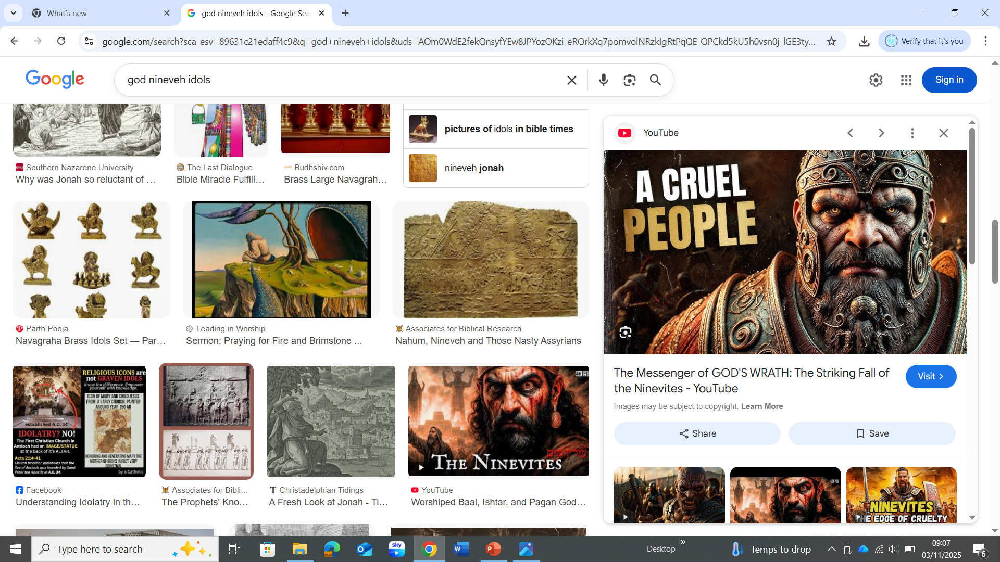 What's new
god nineveh idols - Google Sea
google.com/search?sca_esv=89631c21edaff4c9&q=god+nineveh+idols&uds=AOm0WdE2fekQnsyfYEw8JPYozOKzi-eRQrkXq7pomvolNRzkIgRtPqQE-QPCkd5kU5h0vsn0j_lGE3ty...
Verify that it's you
Google
god nineveh idols
Sign in
pictures of idols in bible times
nineveh jonah
Southern Nazarene University
Why was Jonah so reluctant of ...
The Last Dialogue
Bible Miracle Fulfill...
Budhshiv.com
Brass Large Navagrah...
Parth Pooja
Navagraha Brass Idols Set — Par...
Leading in Worship
Sermon: Praying for Fire and Brimstone ...
Associates for Biblical Research
Nahum, Nineveh and Those Nasty Assyrians
RELIGIOUS ICONS are
not GRAVEN IDOLS
Know the difference. Empower
yourself with knowledge.
ICON OF MARY AND CHILD JESUS
FROM A EARLY CHURCH. PAINTED
AROUND YEAR 150 AD
established A.D. 34
IDOLATRY? NO!
The First Christian Church in
Antioch had an IMAGE/STATUE
at the back of it's ALTAR.
Acts 2:14-41
Church tradition maintains that the
See of Antioch was founded by Saint
Peter the Apostle in A.D. 34.
HONORING AND VENERATING MARY THE
MOTHER OF GOD IS IN FACT VERY
CHRISTIAN
by a Catholic
Facebook
Understanding Idolatry in th...
Associates for Bibli...
The Prophets' Kno...
Christadelphian Tidings
A Fresh Look at Jonah - Ti...
THE NINEVITES
YouTube
Worshiped Baal, Ishtar, and Pagan God...
YouTube
A CRUEL
PEOPLE
The Messenger of GOD'S WRATH: The Striking Fall of
the Ninevites - YouTube
Visit
Images may be subject to copyright. Learn More
Share
Save
NINEVITES
THE EDGE OF CRUELTY
Type here to search
sky
Desktop
Temps to drop
09:07
03/11/2025
6